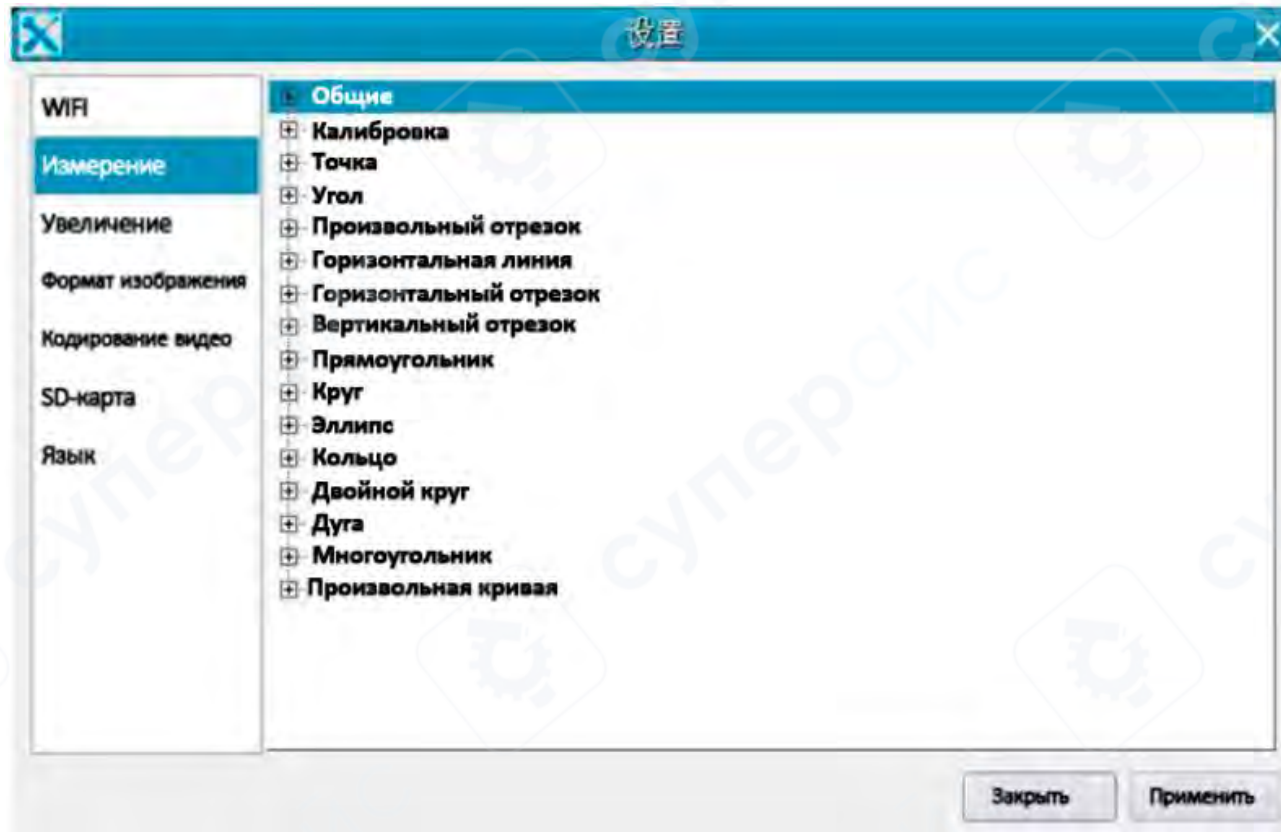 设置
WIFI
Измерение
Увеличение
Формат изображения
Кодирование видео
SD-карта
Язык
Общие
Калибровка
Точка
Угол
Произвольный отрезок
Горизонтальная линия
Горизонтальный отрезок
Вертикальный отрезок
Прямоугольник
Круг
Эллипс
Кольцо
Двойной круг
Дуга
Многоугольник
Произвольная кривая
Закрыть
Применить
суперайс